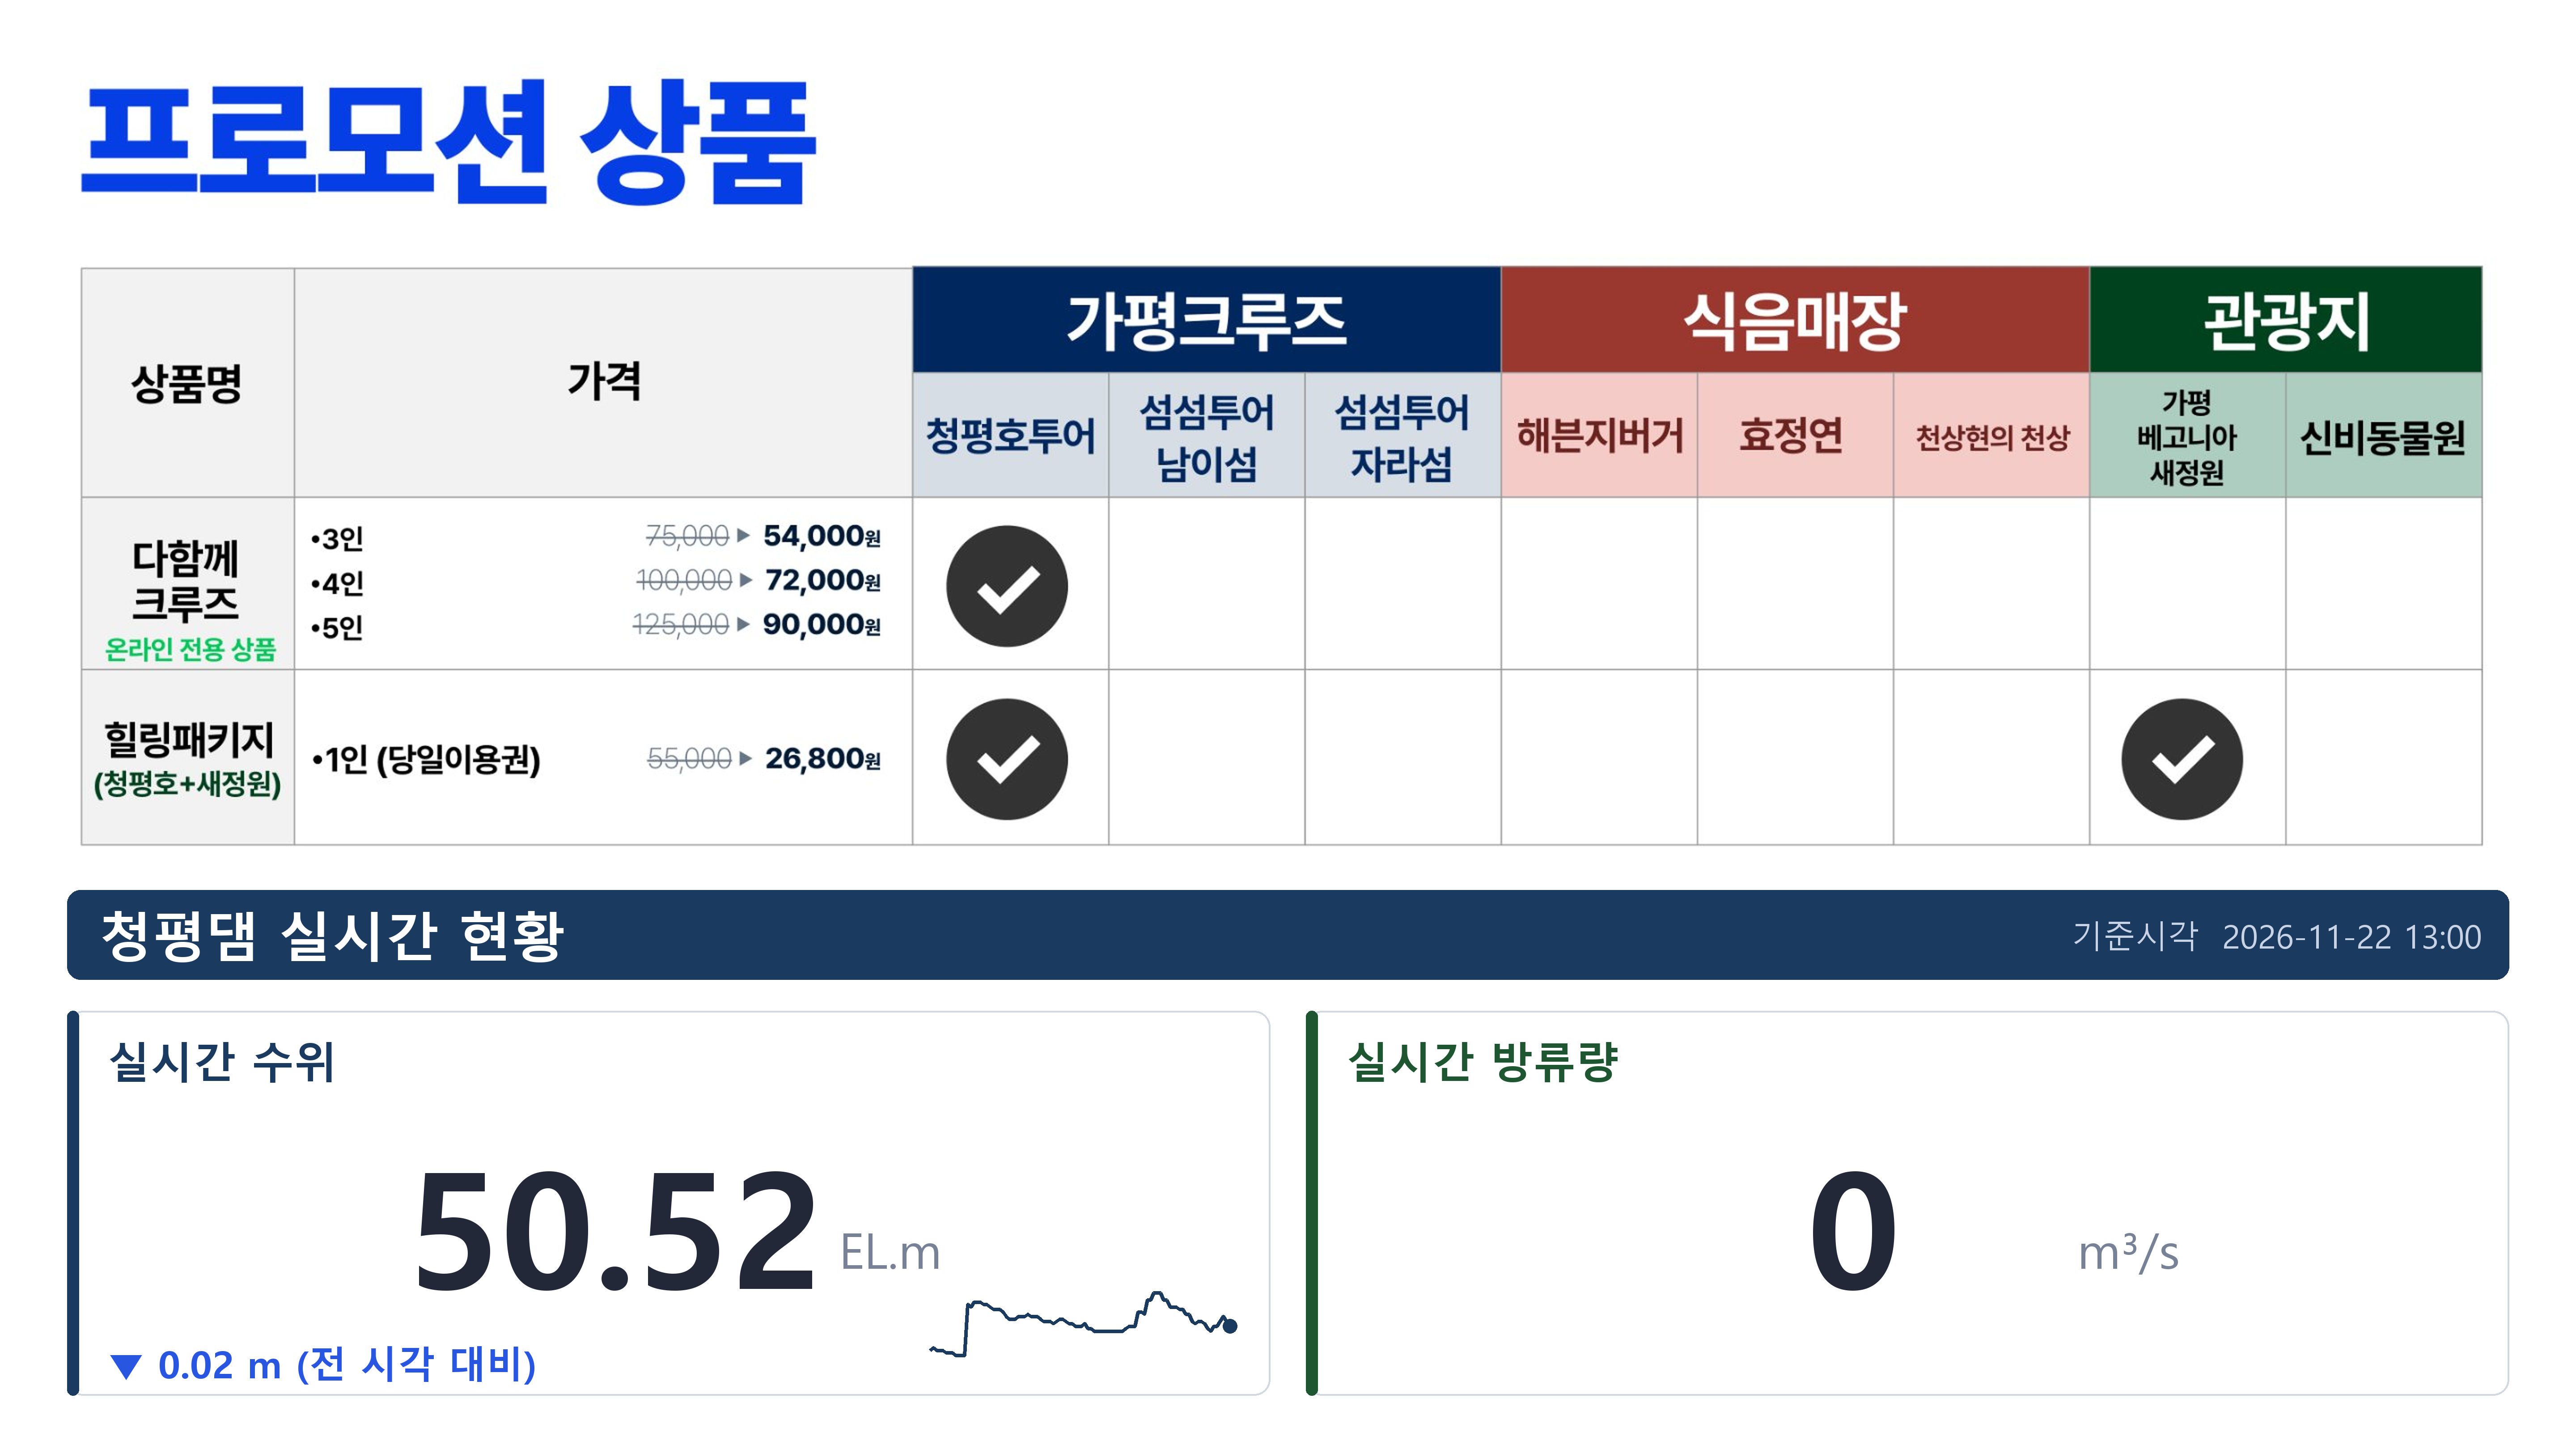 프로모션 상품
상품명
가격
가평크루즈
식음매장
관광지
청평호투어
섬섬투어
남이섬
섬섬투어
자라섬
해븐지버거
효정연
천상현의 천상
가평
베고니아
새정원
신비동물원
다함께
크루즈
온라인 전용 상품
•3인 75,000 ▶ 54,000원
•4인 100,000 ▶ 72,000원
•5인 125,000 ▶ 90,000원
힐링패키지
(청평호+새정원)
•1인 (당일이용권) 55,000 ▶ 26,800원
청평댐 실시간 현황
기준시각 2026-11-22 13:00
실시간 수위
50.52 EL.m
▼ 0.02 m (전 시각 대비)
실시간 방류량
0 m³/s